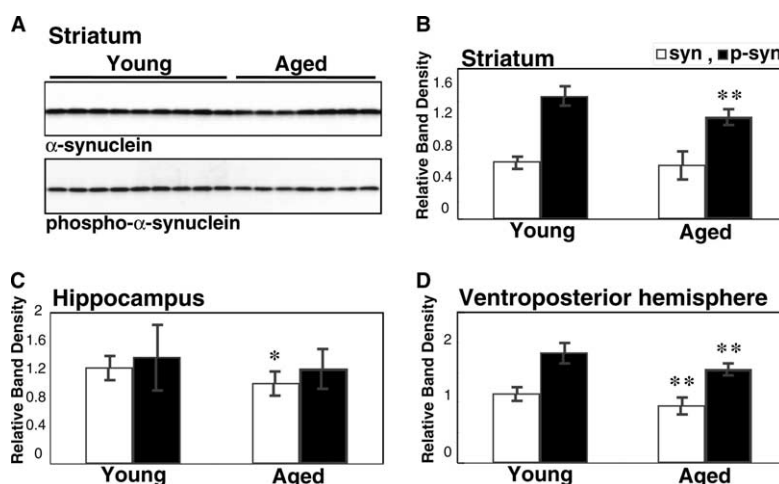 A
Striatum
Young Aged
α-synuclein
phospho-α-synuclein
B
Striatum
syn , p-syn
Relative Band Density
1.6
1.2
0.8
0.4
0
**
Young Aged
C
Hippocampus
Relative Band Density
2
1.6
1.2
0.8
0.4
0
*
Young Aged
D
Ventroposterior hemisphere
Relative Band Density
2
1
0
**
**
Young Aged